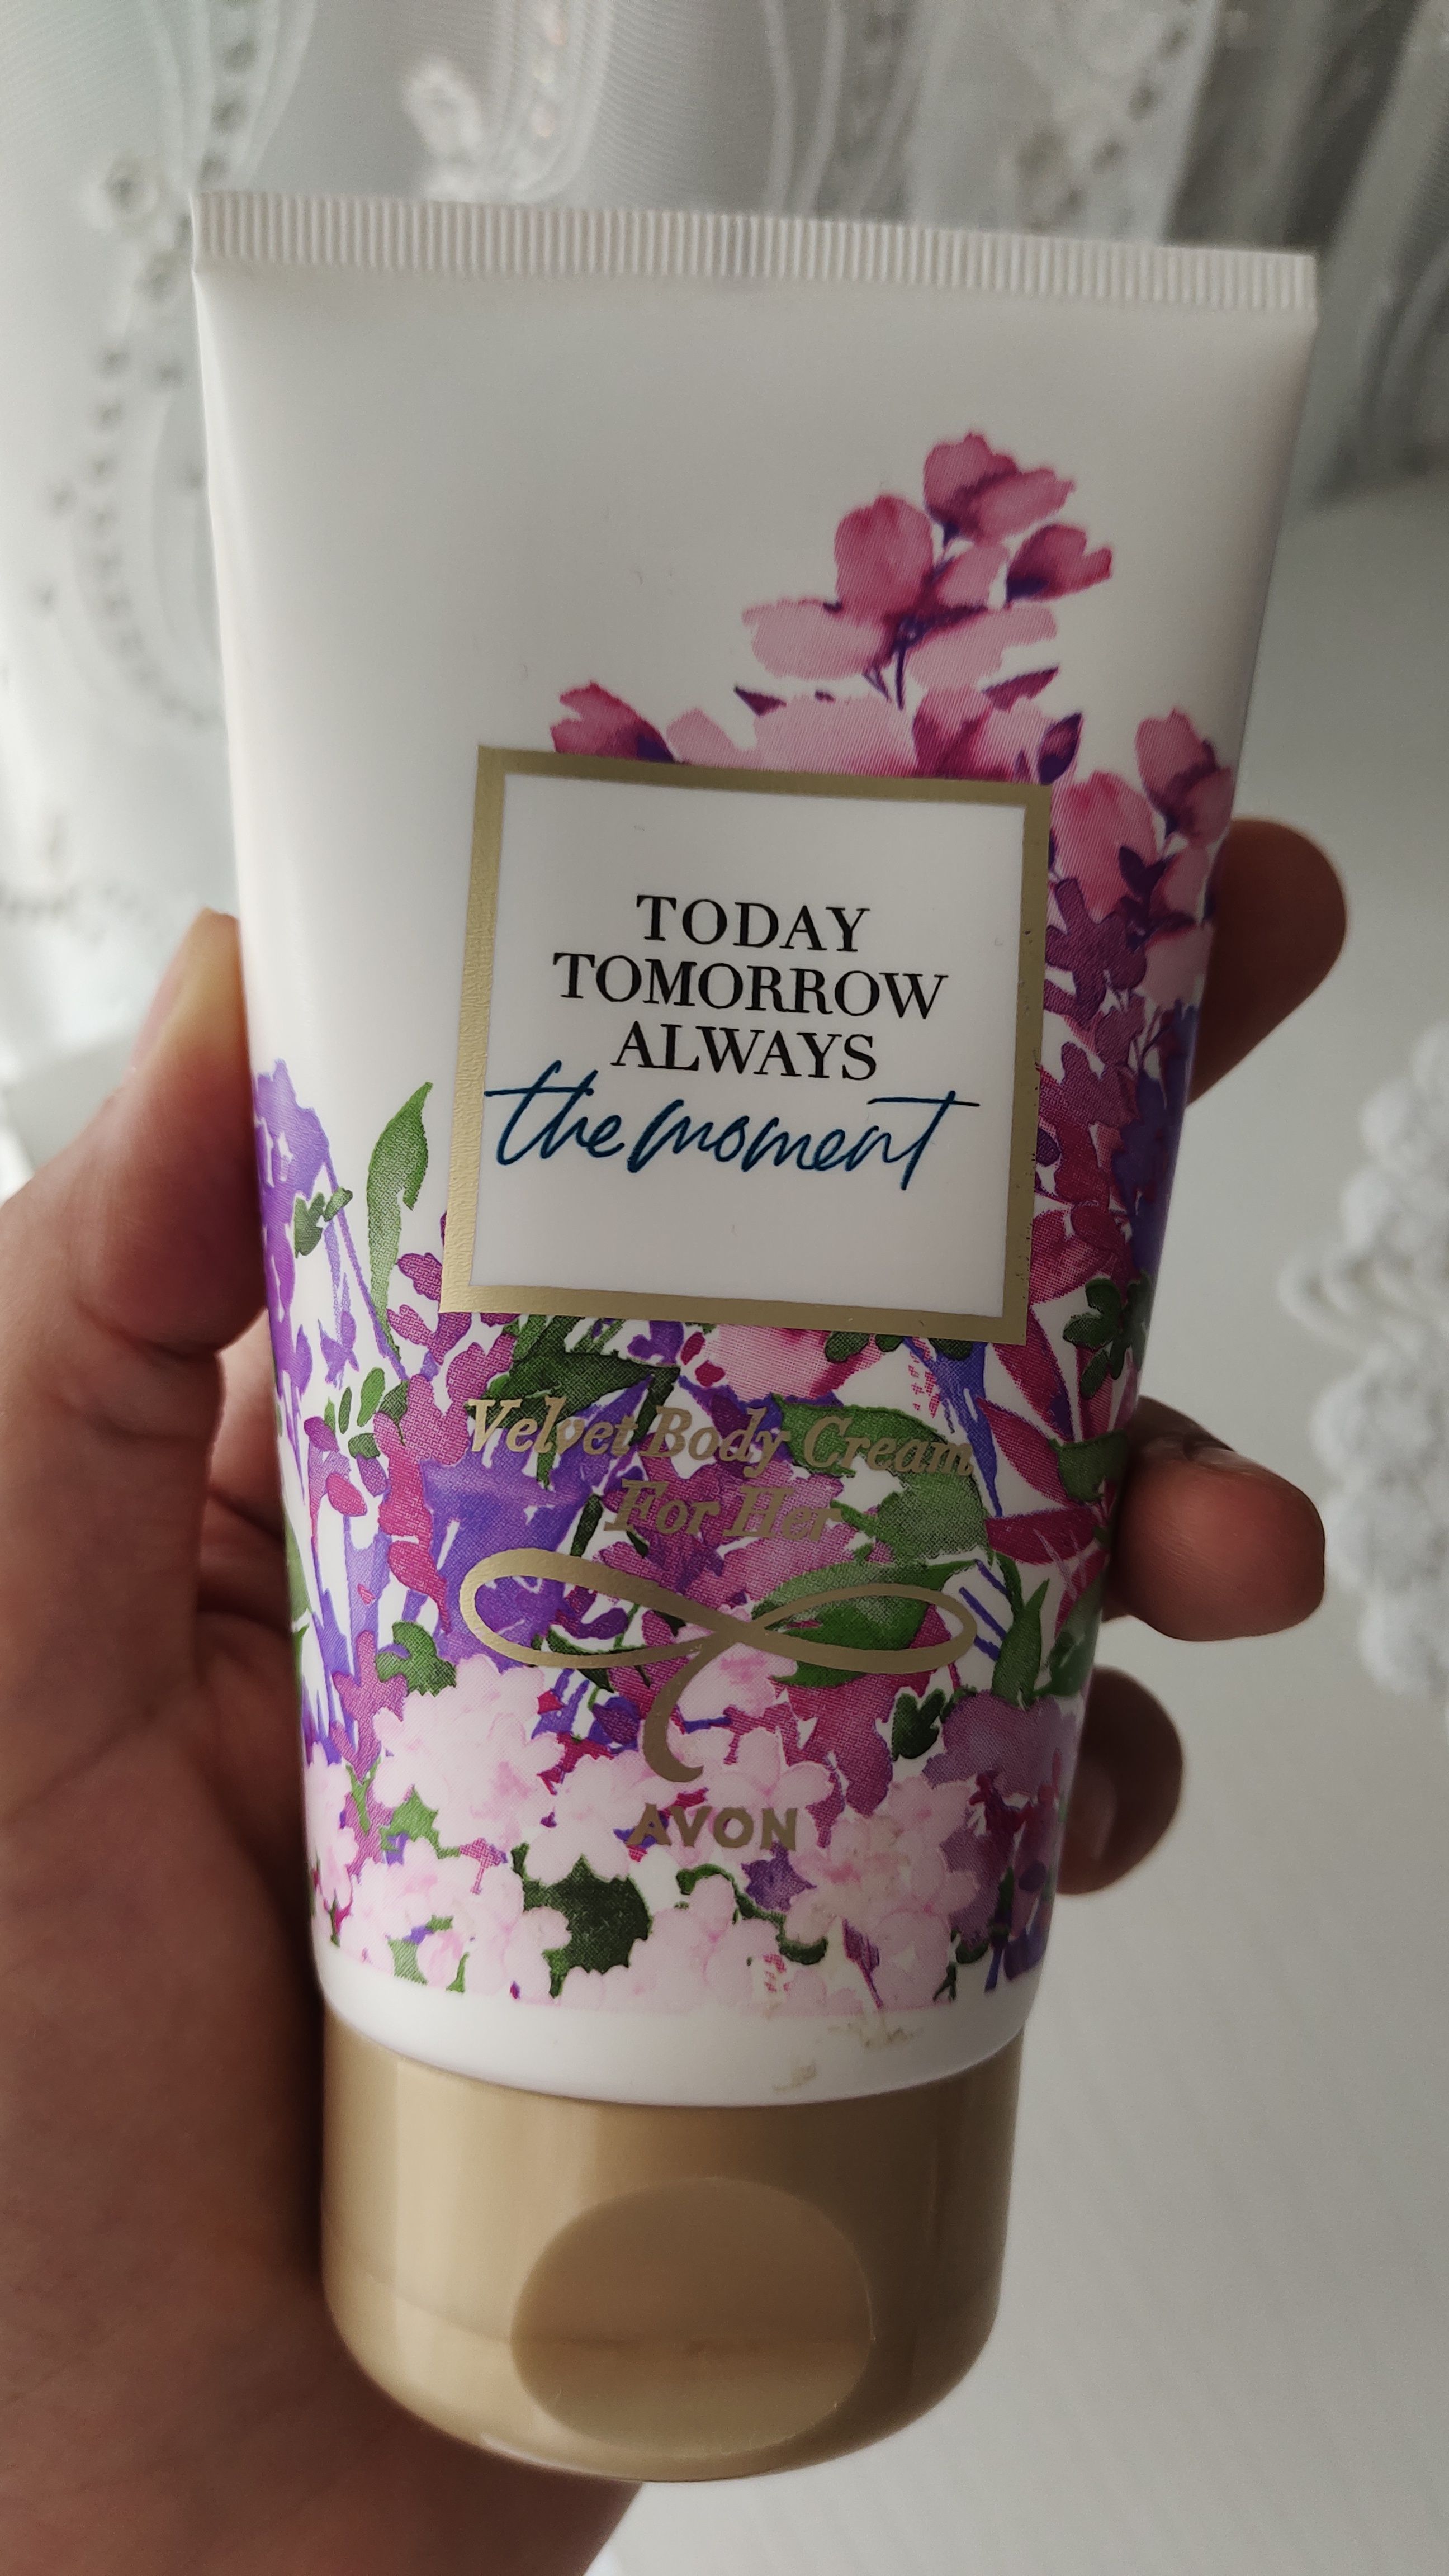 TODAY
TOMORROW
ALWAYS
the moment
Velvet Body Cream
For Her
AVON